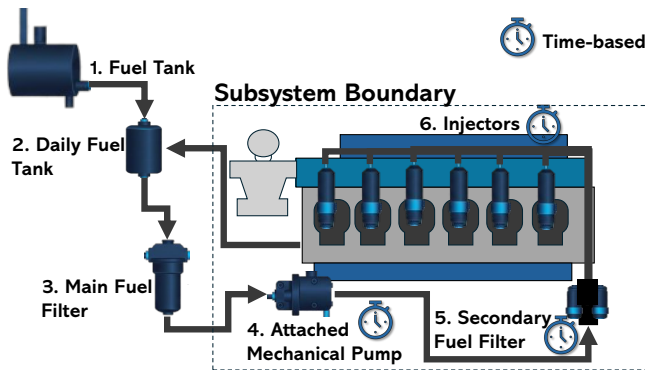 Time-based
1. Fuel Tank
Subsystem Boundary
6. Injectors
2. Daily Fuel
Tank
3. Main Fuel
Filter
4. Attached
Mechanical Pump
5. Secondary
Fuel Filter